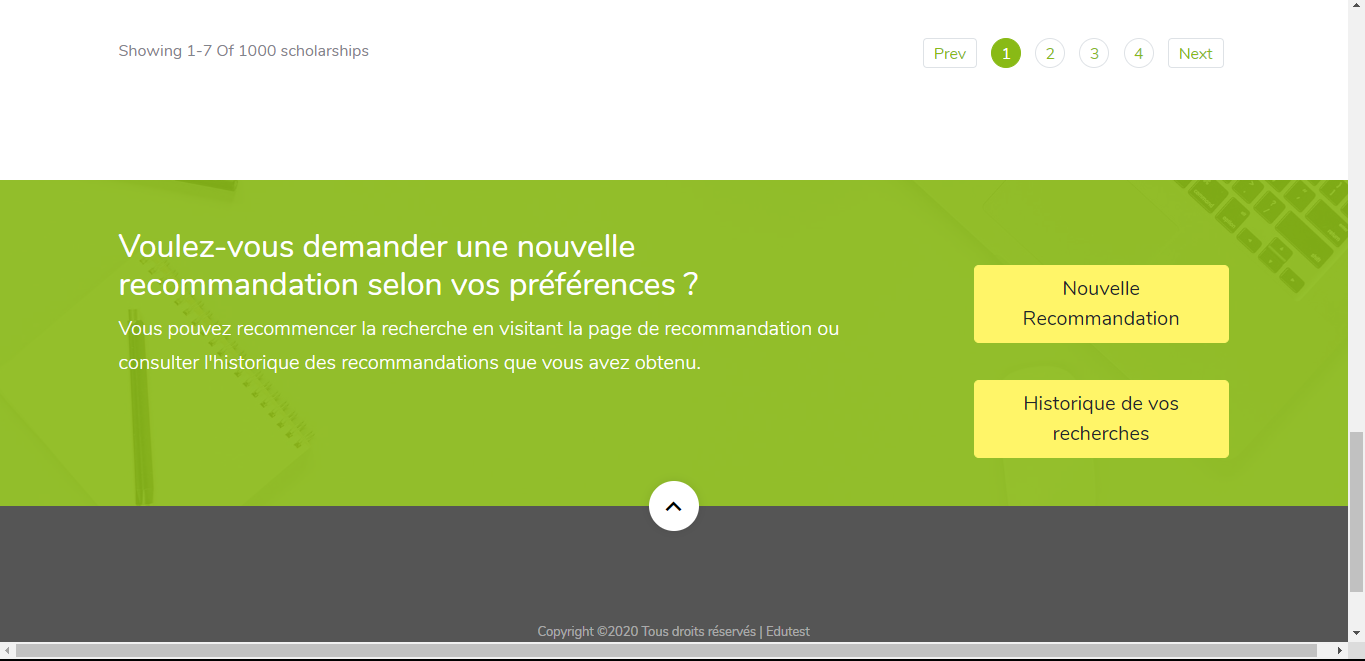 Showing 1-7 Of 1000 scholarships
Prev 1 2 3 4 Next
Voulez-vous demander une nouvelle
recommandation selon vos préférences ?
Vous pouvez recommencer la recherche en visitant la page de recommandation ou
consulter l'historique des recommandations que vous avez obtenu.
Nouvelle
Recommandation
Historique de vos
recherches
Copyright ©2020 Tous droits réservés | Edutest